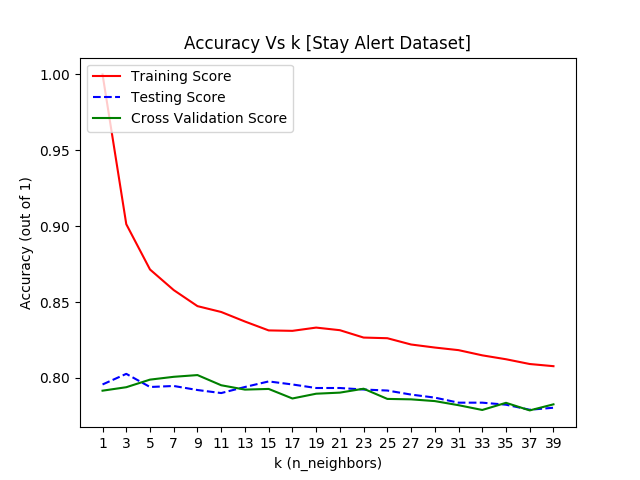 Accuracy Vs k [Stay Alert Dataset]
Training Score
Testing Score
Cross Validation Score
1.00
0.95
0.90
0.85
0.80
Accuracy (out of 1)
1 3 5 7 9 11 13 15 17 19 21 23 25 27 29 31 33 35 37 39
k (n_neighbors)